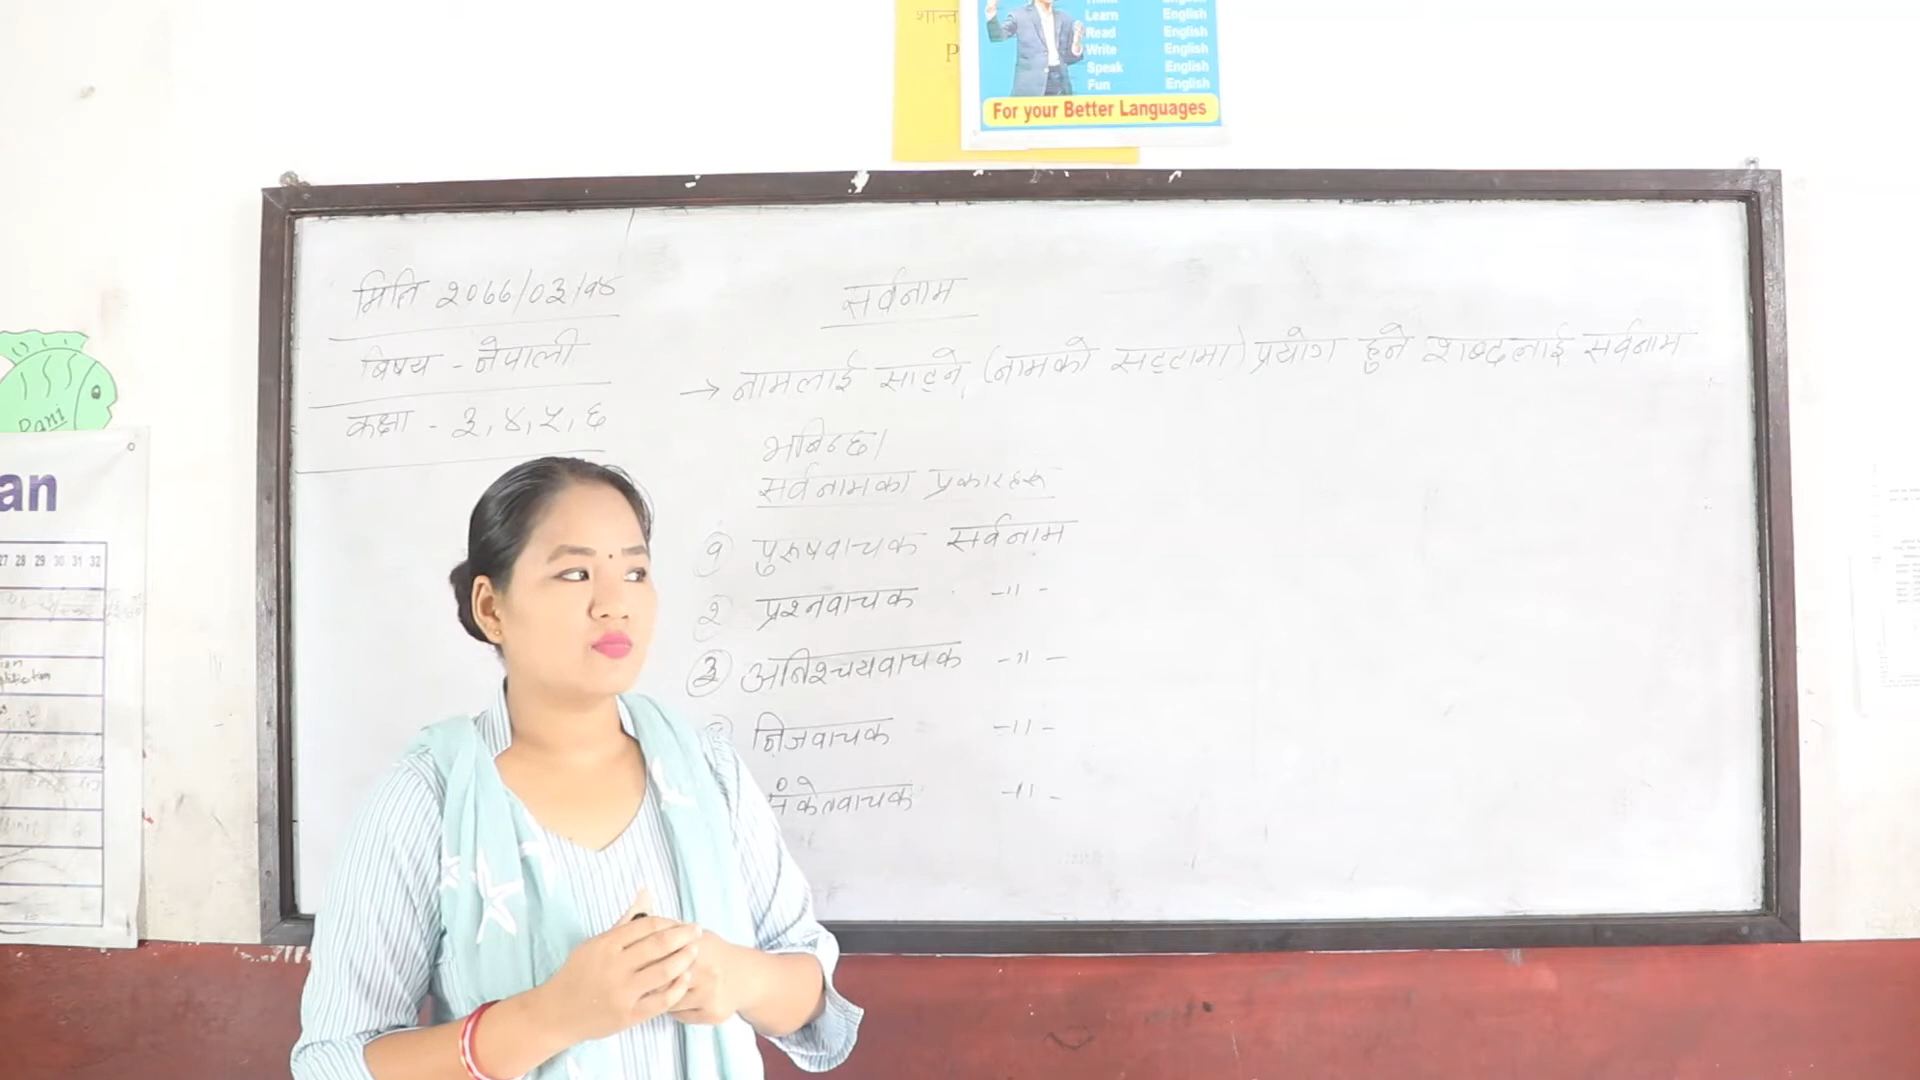 शान्त
P
Learn English
Read English
Write English
Speak English
Fun English
For your Better Languages
मिति २०७७/०३/१४
बिषय - नेपाली
कक्षा - ३,४,५,६
सर्वनाम
→ नामलाई साट्ने (नामको सट्टामा) प्रयोग हुने शब्दलाई सर्वनाम
भनिन्छ।
सर्वनामका प्रकारहरू
१ पुरूषवाचक सर्वनाम
२ प्रश्नवाचक -"-
३ अनिश्चयवाचक -"-
निजवाचक -"-
संकेतवाचक -"-
Dani
an
27 28 29 30 31 32